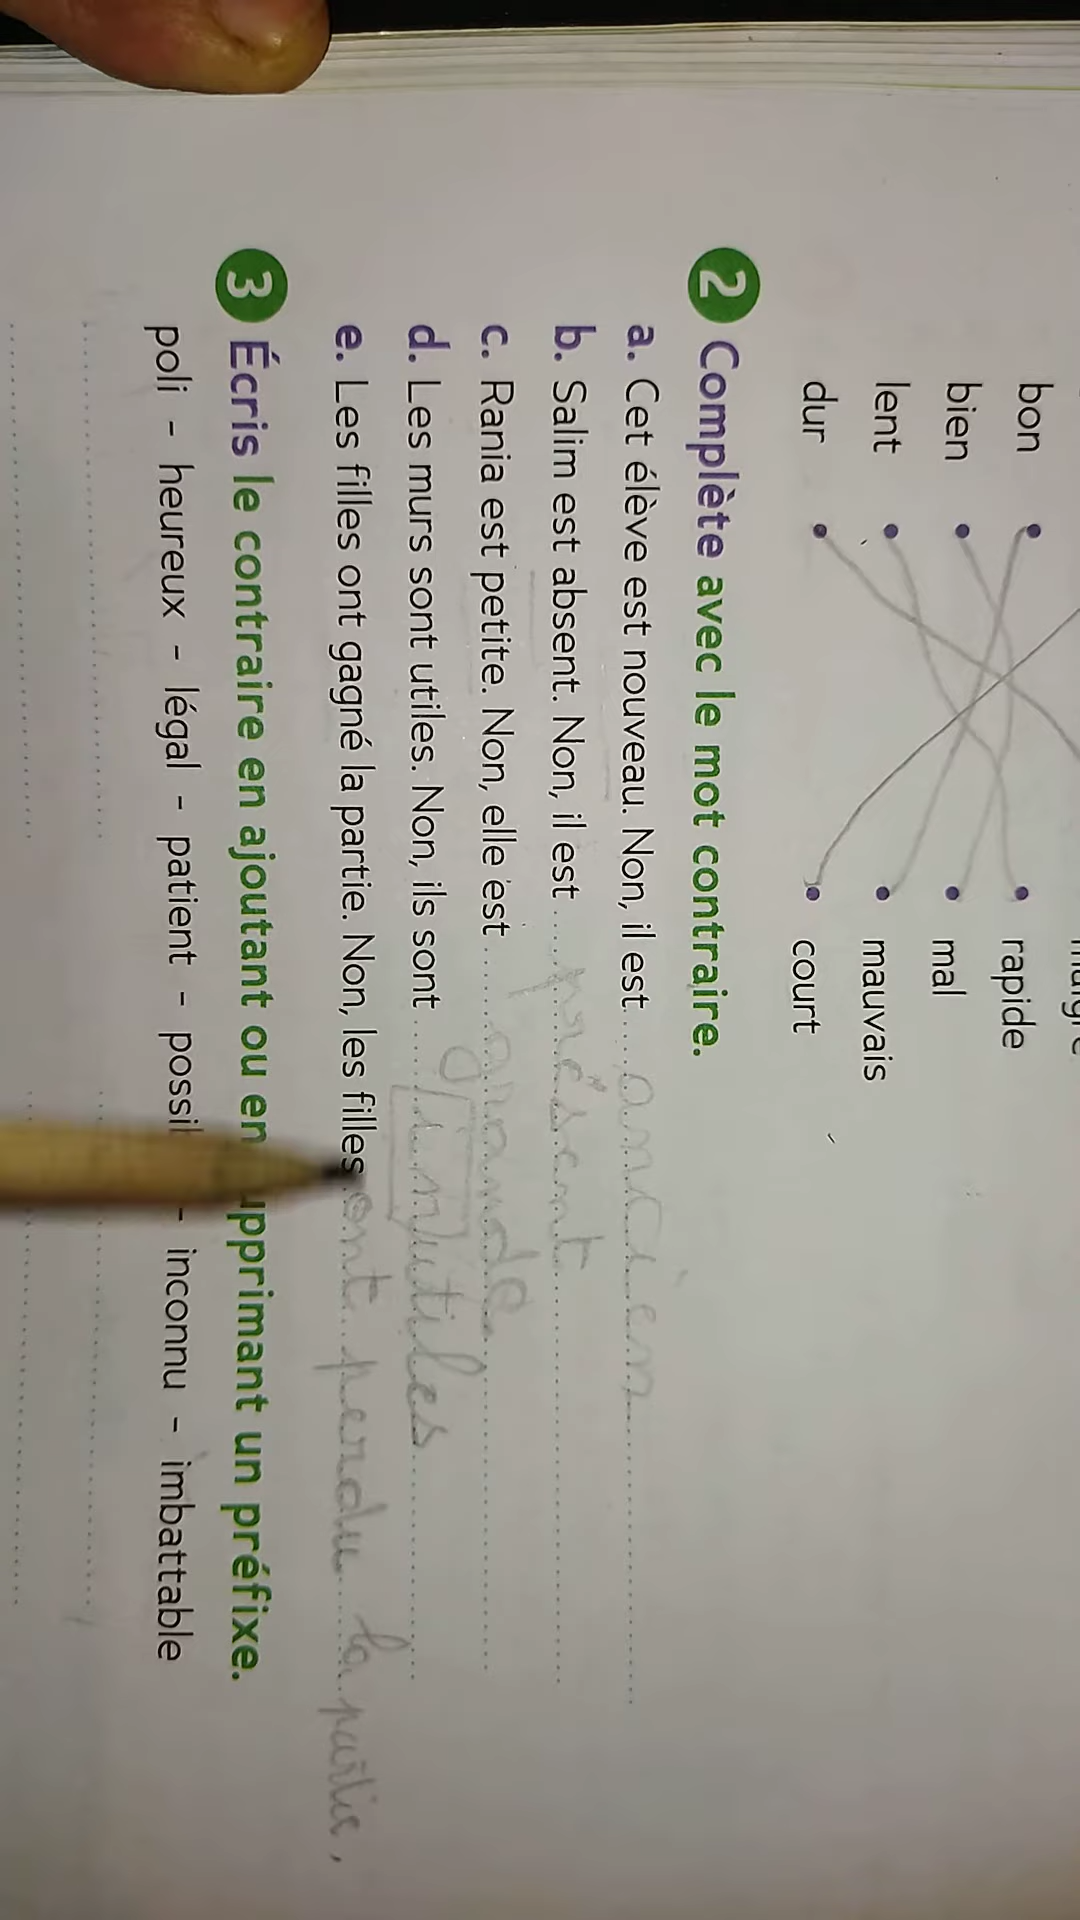 bon rapide
bien mal
lent mauvais
dur court
2 Complète avec le mot contraire.
a. Cet élève est nouveau. Non, il est ancien
b. Salim est absent. Non, il est présent
c. Rania est petite. Non, elle est grande
d. Les murs sont utiles. Non, ils sont inutiles
e. Les filles ont gagné la partie. Non, les filles ont perdu la partie.
3 Écris le contraire en ajoutant ou en pprimant un préfixe.
poli - heureux - légal - patient - possi - inconnu - imbattable